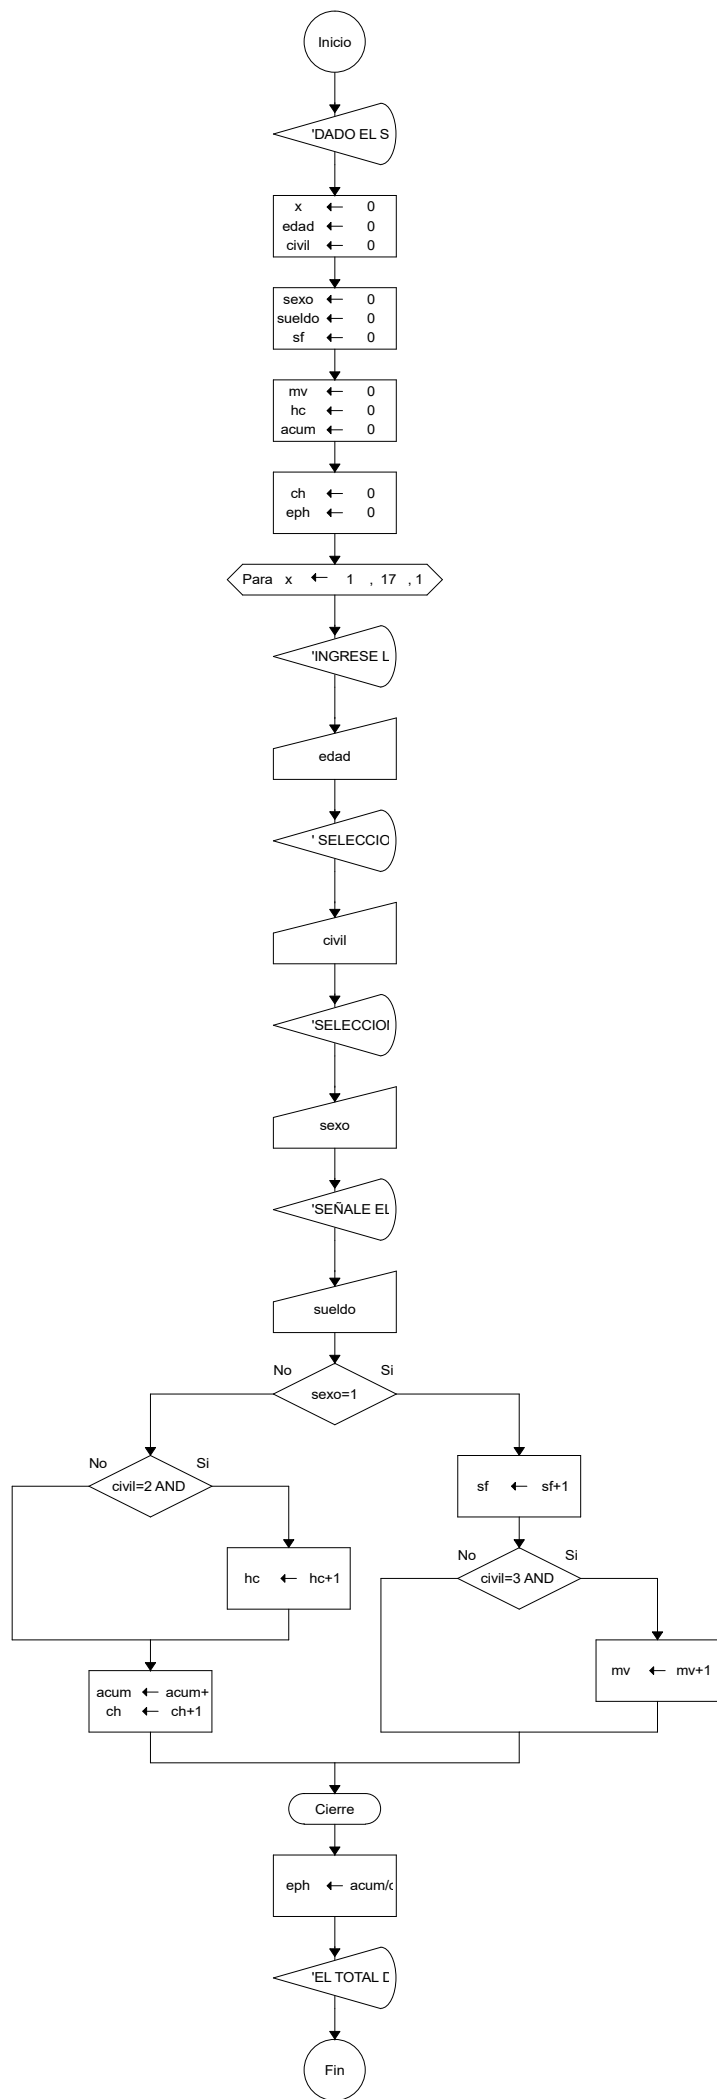 Inicio
'DADO EL S
x ← 0
edad ← 0
civil ← 0
sexo ← 0
sueldo ← 0
sf ← 0
mv ← 0
hc ← 0
acum ← 0
ch ← 0
eph ← 0
Para x ← 1 , 17 , 1
'INGRESE L
edad
' SELECCIO
civil
'SELECCIO
sexo
'SEÑALE EL
sueldo
No Si
sexo=1
No Si
civil=2 AND
sf ← sf+1
hc ← hc+1
No Si
civil=3 AND
mv ← mv+1
acum ← acum+
ch ← ch+1
Cierre
eph ← acum/
'EL TOTAL D
Fin